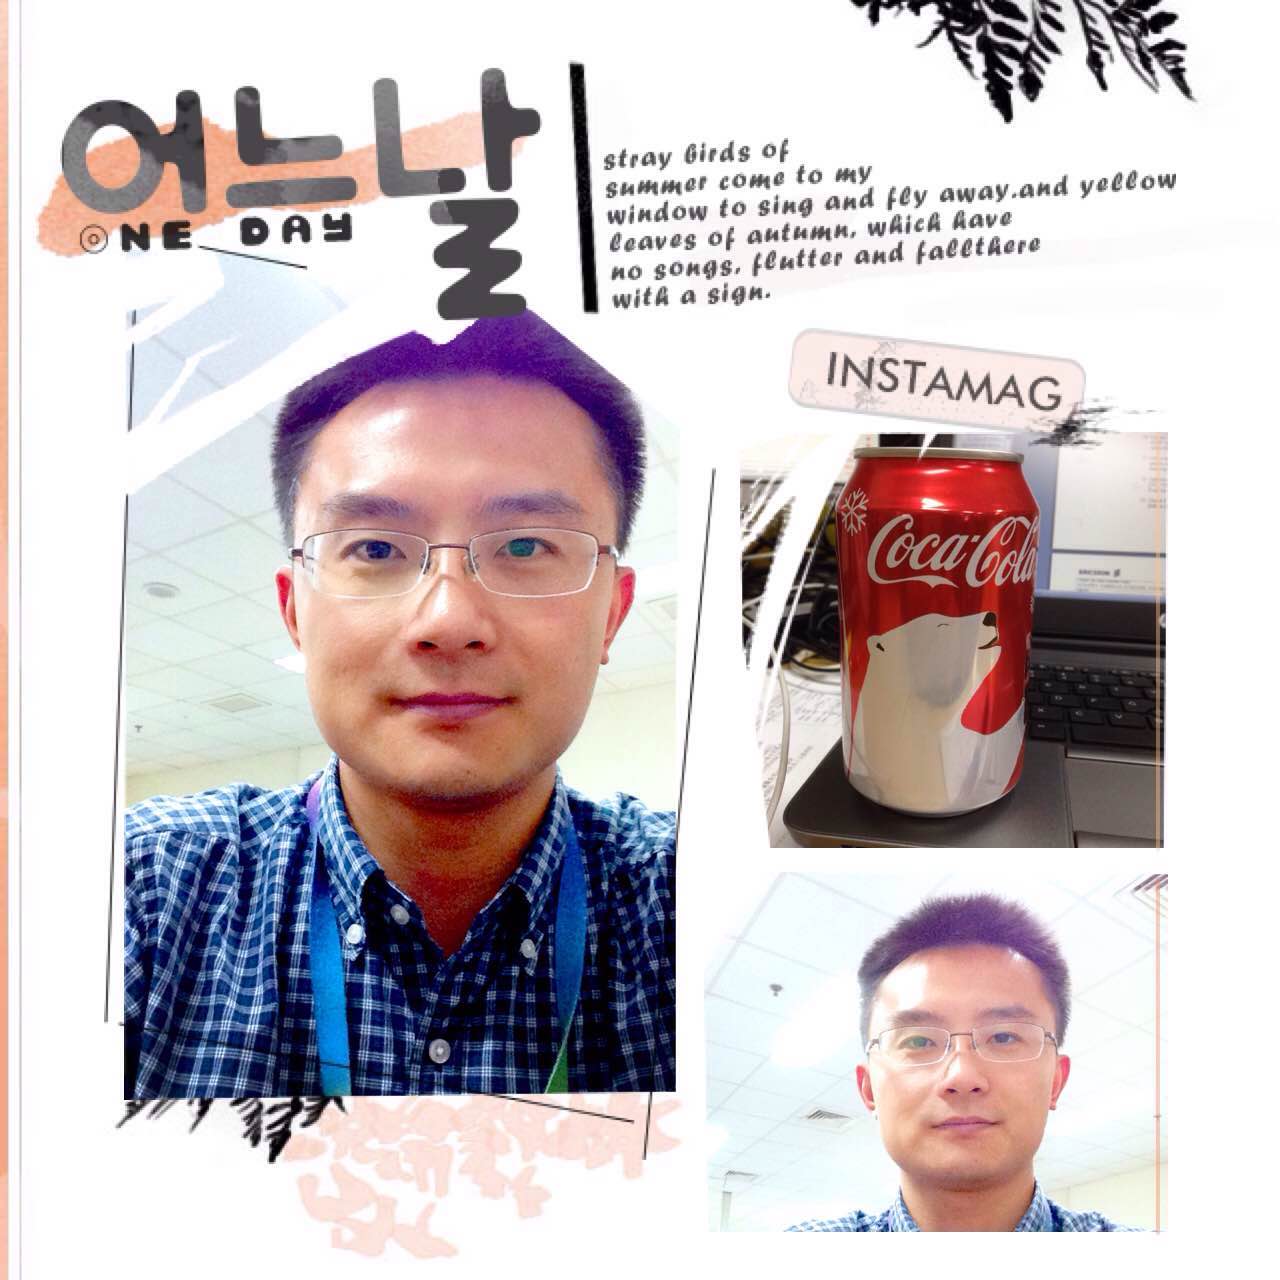 어느날
ONE DAY
stray birds of
summer come to my
window to sing and fly away.and yellow
leaves of autumn, which have
no songs, flutter and fallthere
with a sign.
INSTAMAG
Coca-Cola
ERICSSON